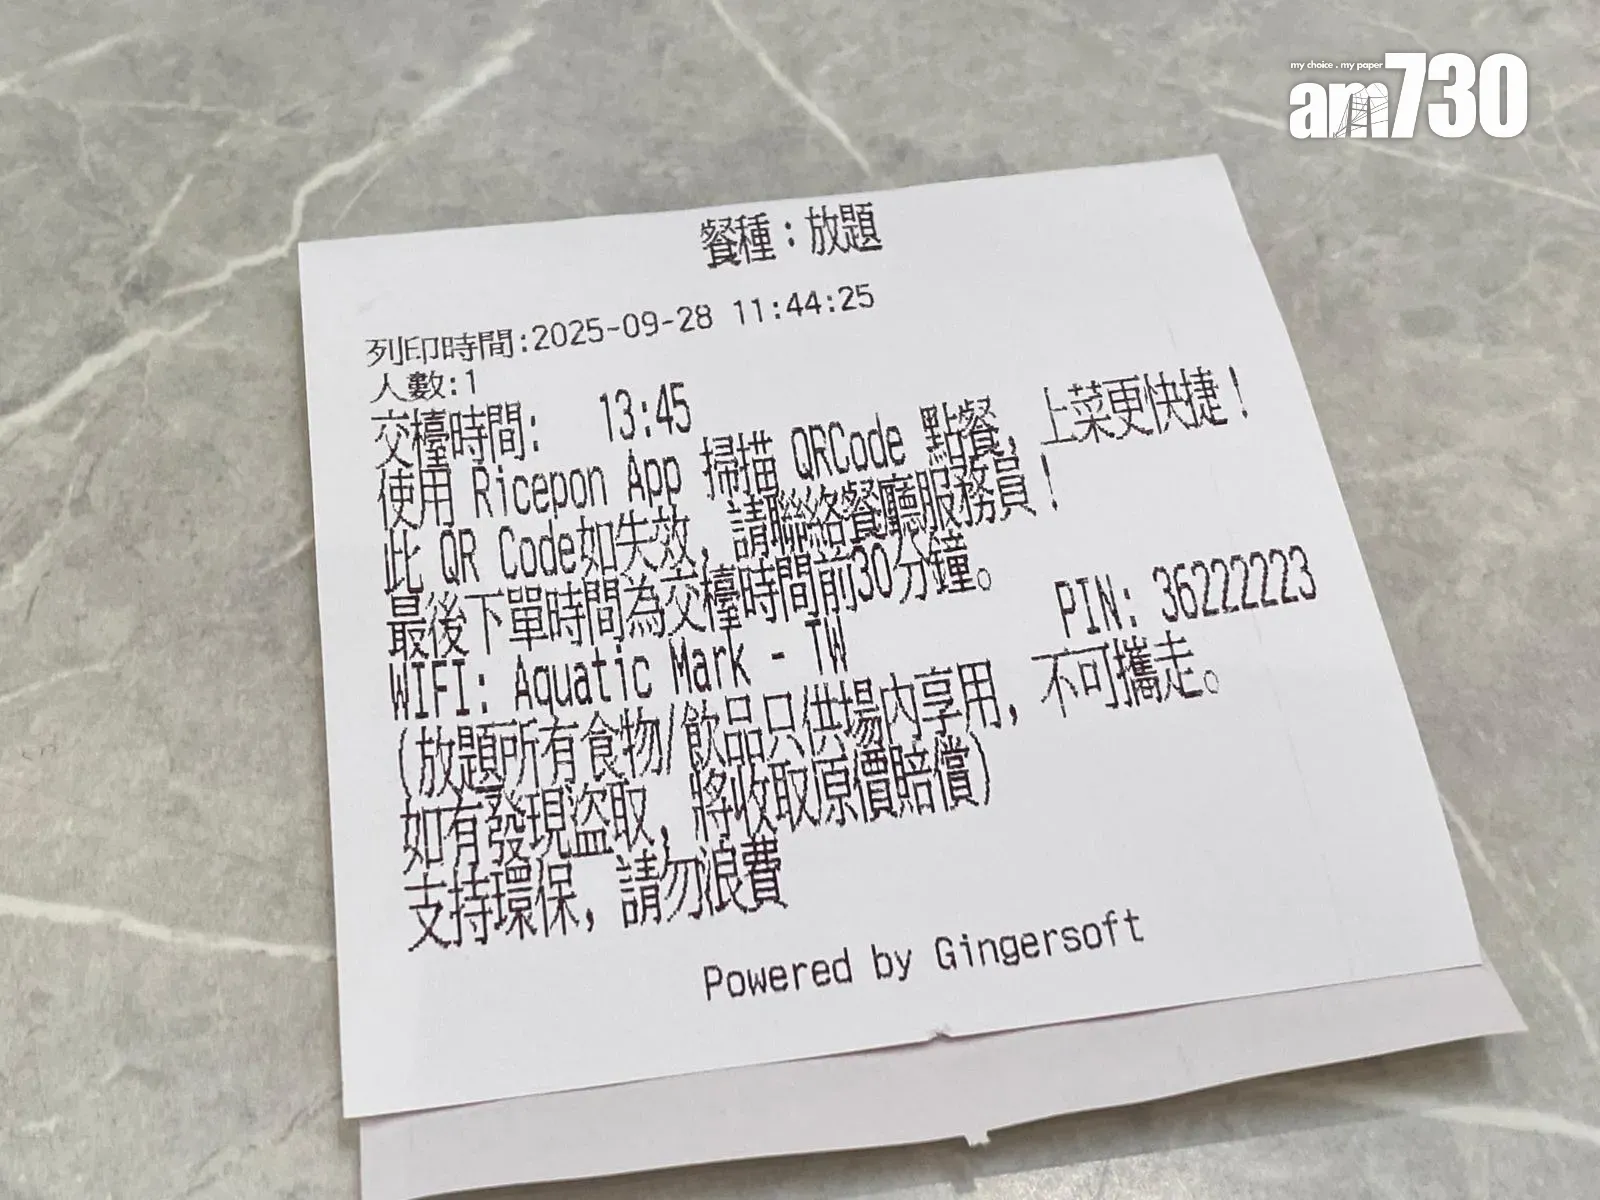 my choice . my paper
am730
餐種：放題
列印時間:2025-09-28 11:44:25
人數:1
交檯時間:  13:45
使用 Ricepon App 掃描 QRCode 點餐，上菜更快捷！
此 QR Code如失效，請聯絡餐廳服務員！
最後下單時間為交檯時間前30分鐘。
WIFI: Aquatic Mark - TW PIN: 36222223
(放題所有食物/飲品只供場內享用，不可攜走。
如有發現盜取，將收取原價賠償)
支持環保，請勿浪費
Powered by Gingersoft